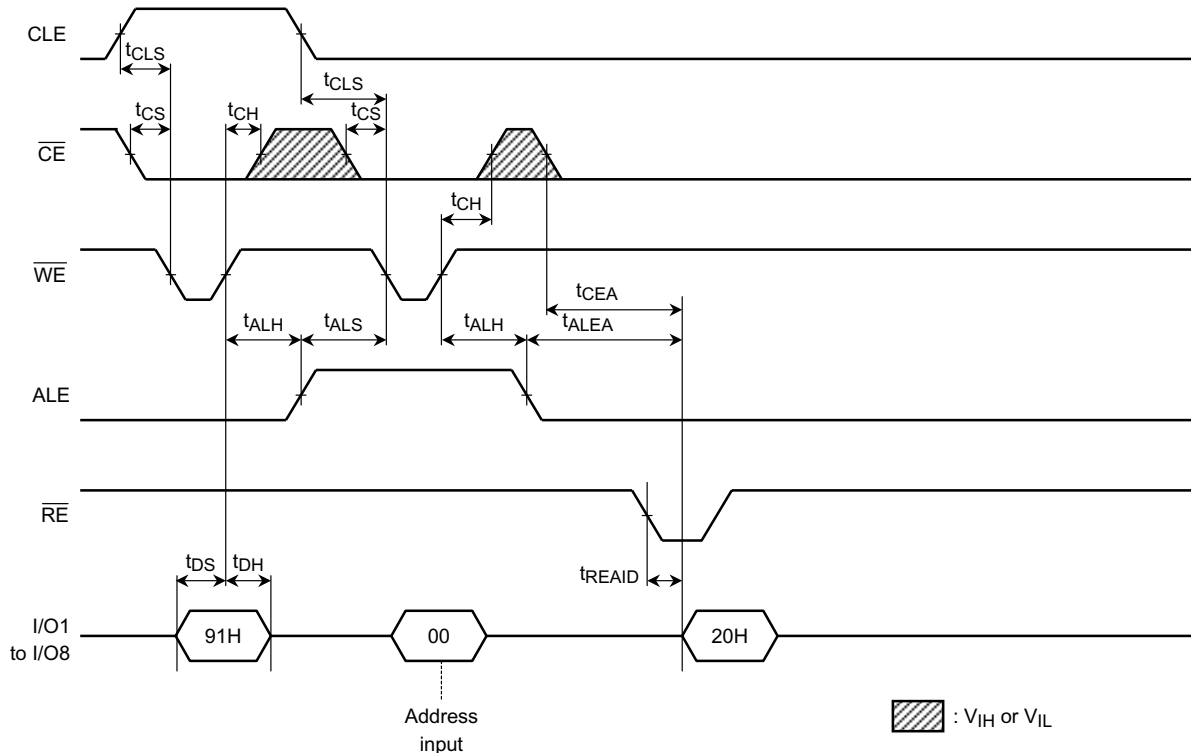 CLE
tCLS
tCLS
tCS
tCH
tCS
CE
tCH
WE
tCEA
tALH
tALS
tALH
tALEA
ALE
RE
tDS
tDH
tREAID
I/O1
to I/O8
91H
00
20H
Address
input
: VIH or VIL